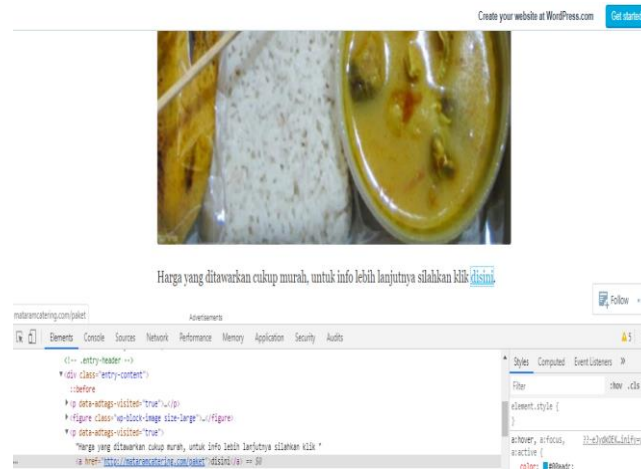 Create your website at WordPress.com
Get started
Harga yang ditawarkan cukup murah, untuk info lebih lanjutnya silahkan klik disini.
Follow
mataramcatering.com/paket
Advertisements
Elements Console Sources Network Performance Memory Application Security Audits
5
<!-- .entry-header -->
Styles Computed Event Listeners »
▼<div class="entry-content">
Filter :hov .cls
::before
element.style {
▶<p data-adtags-visited="true">…</p>
}
▶<figure class="wp-block-image size-large">…</figure>
▼<p data-adtags-visited="true">
a:hover, a:focus,
"Harga yang ditawarkan cukup murah, untuk info lebih lanjutnya silahkan klik "
a:active {
<a href="http://mataramcatering.com/paket">disini</a> == $0
color: